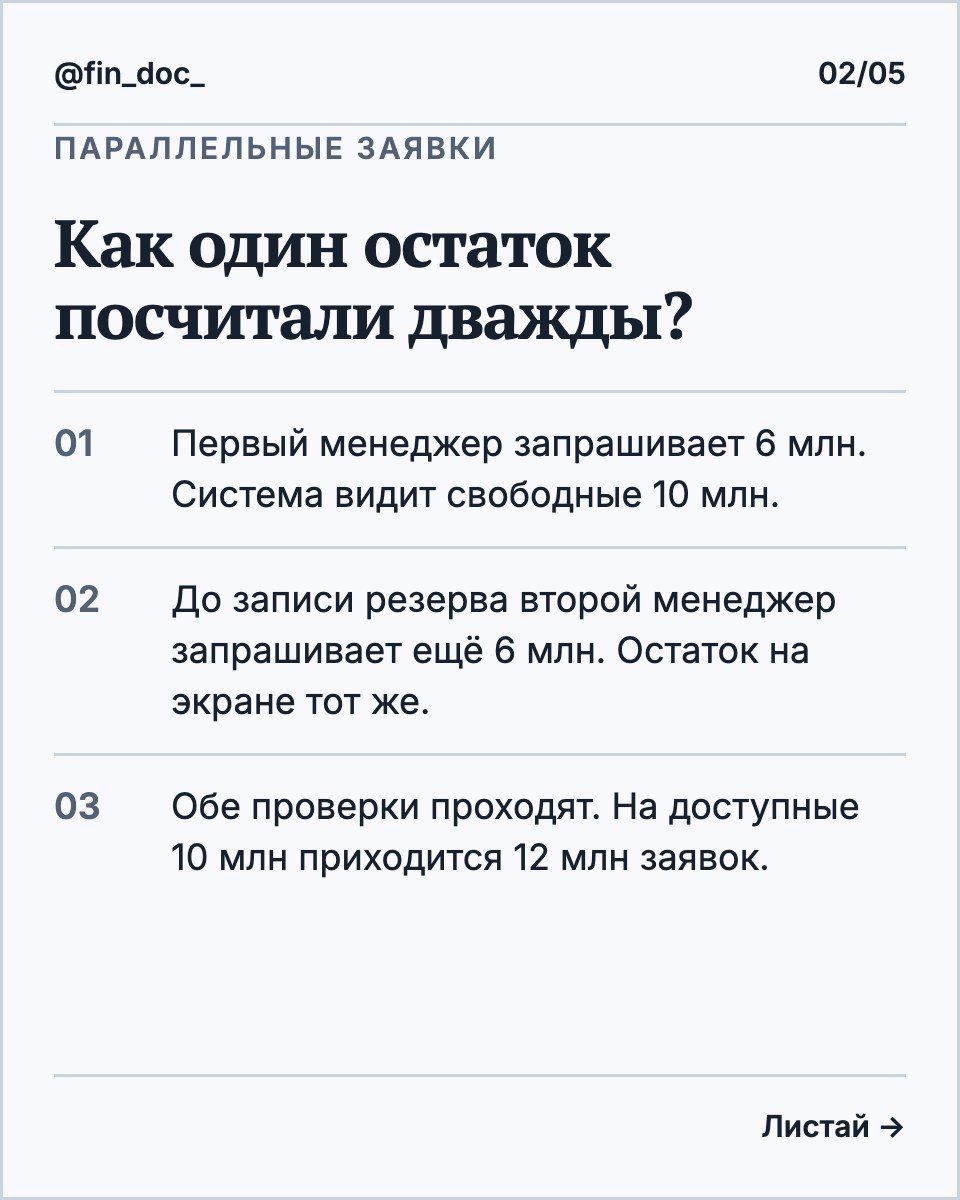 @fin_doc_
02/05
ПАРАЛЛЕЛЬНЫЕ ЗАЯВКИ
Как один остаток
посчитали дважды?
01
Первый менеджер запрашивает 6 млн.
Система видит свободные 10 млн.
02
До записи резерва второй менеджер
запрашивает ещё 6 млн. Остаток на
экране тот же.
03
Обе проверки проходят. На доступные
10 млн приходится 12 млн заявок.
Листай →